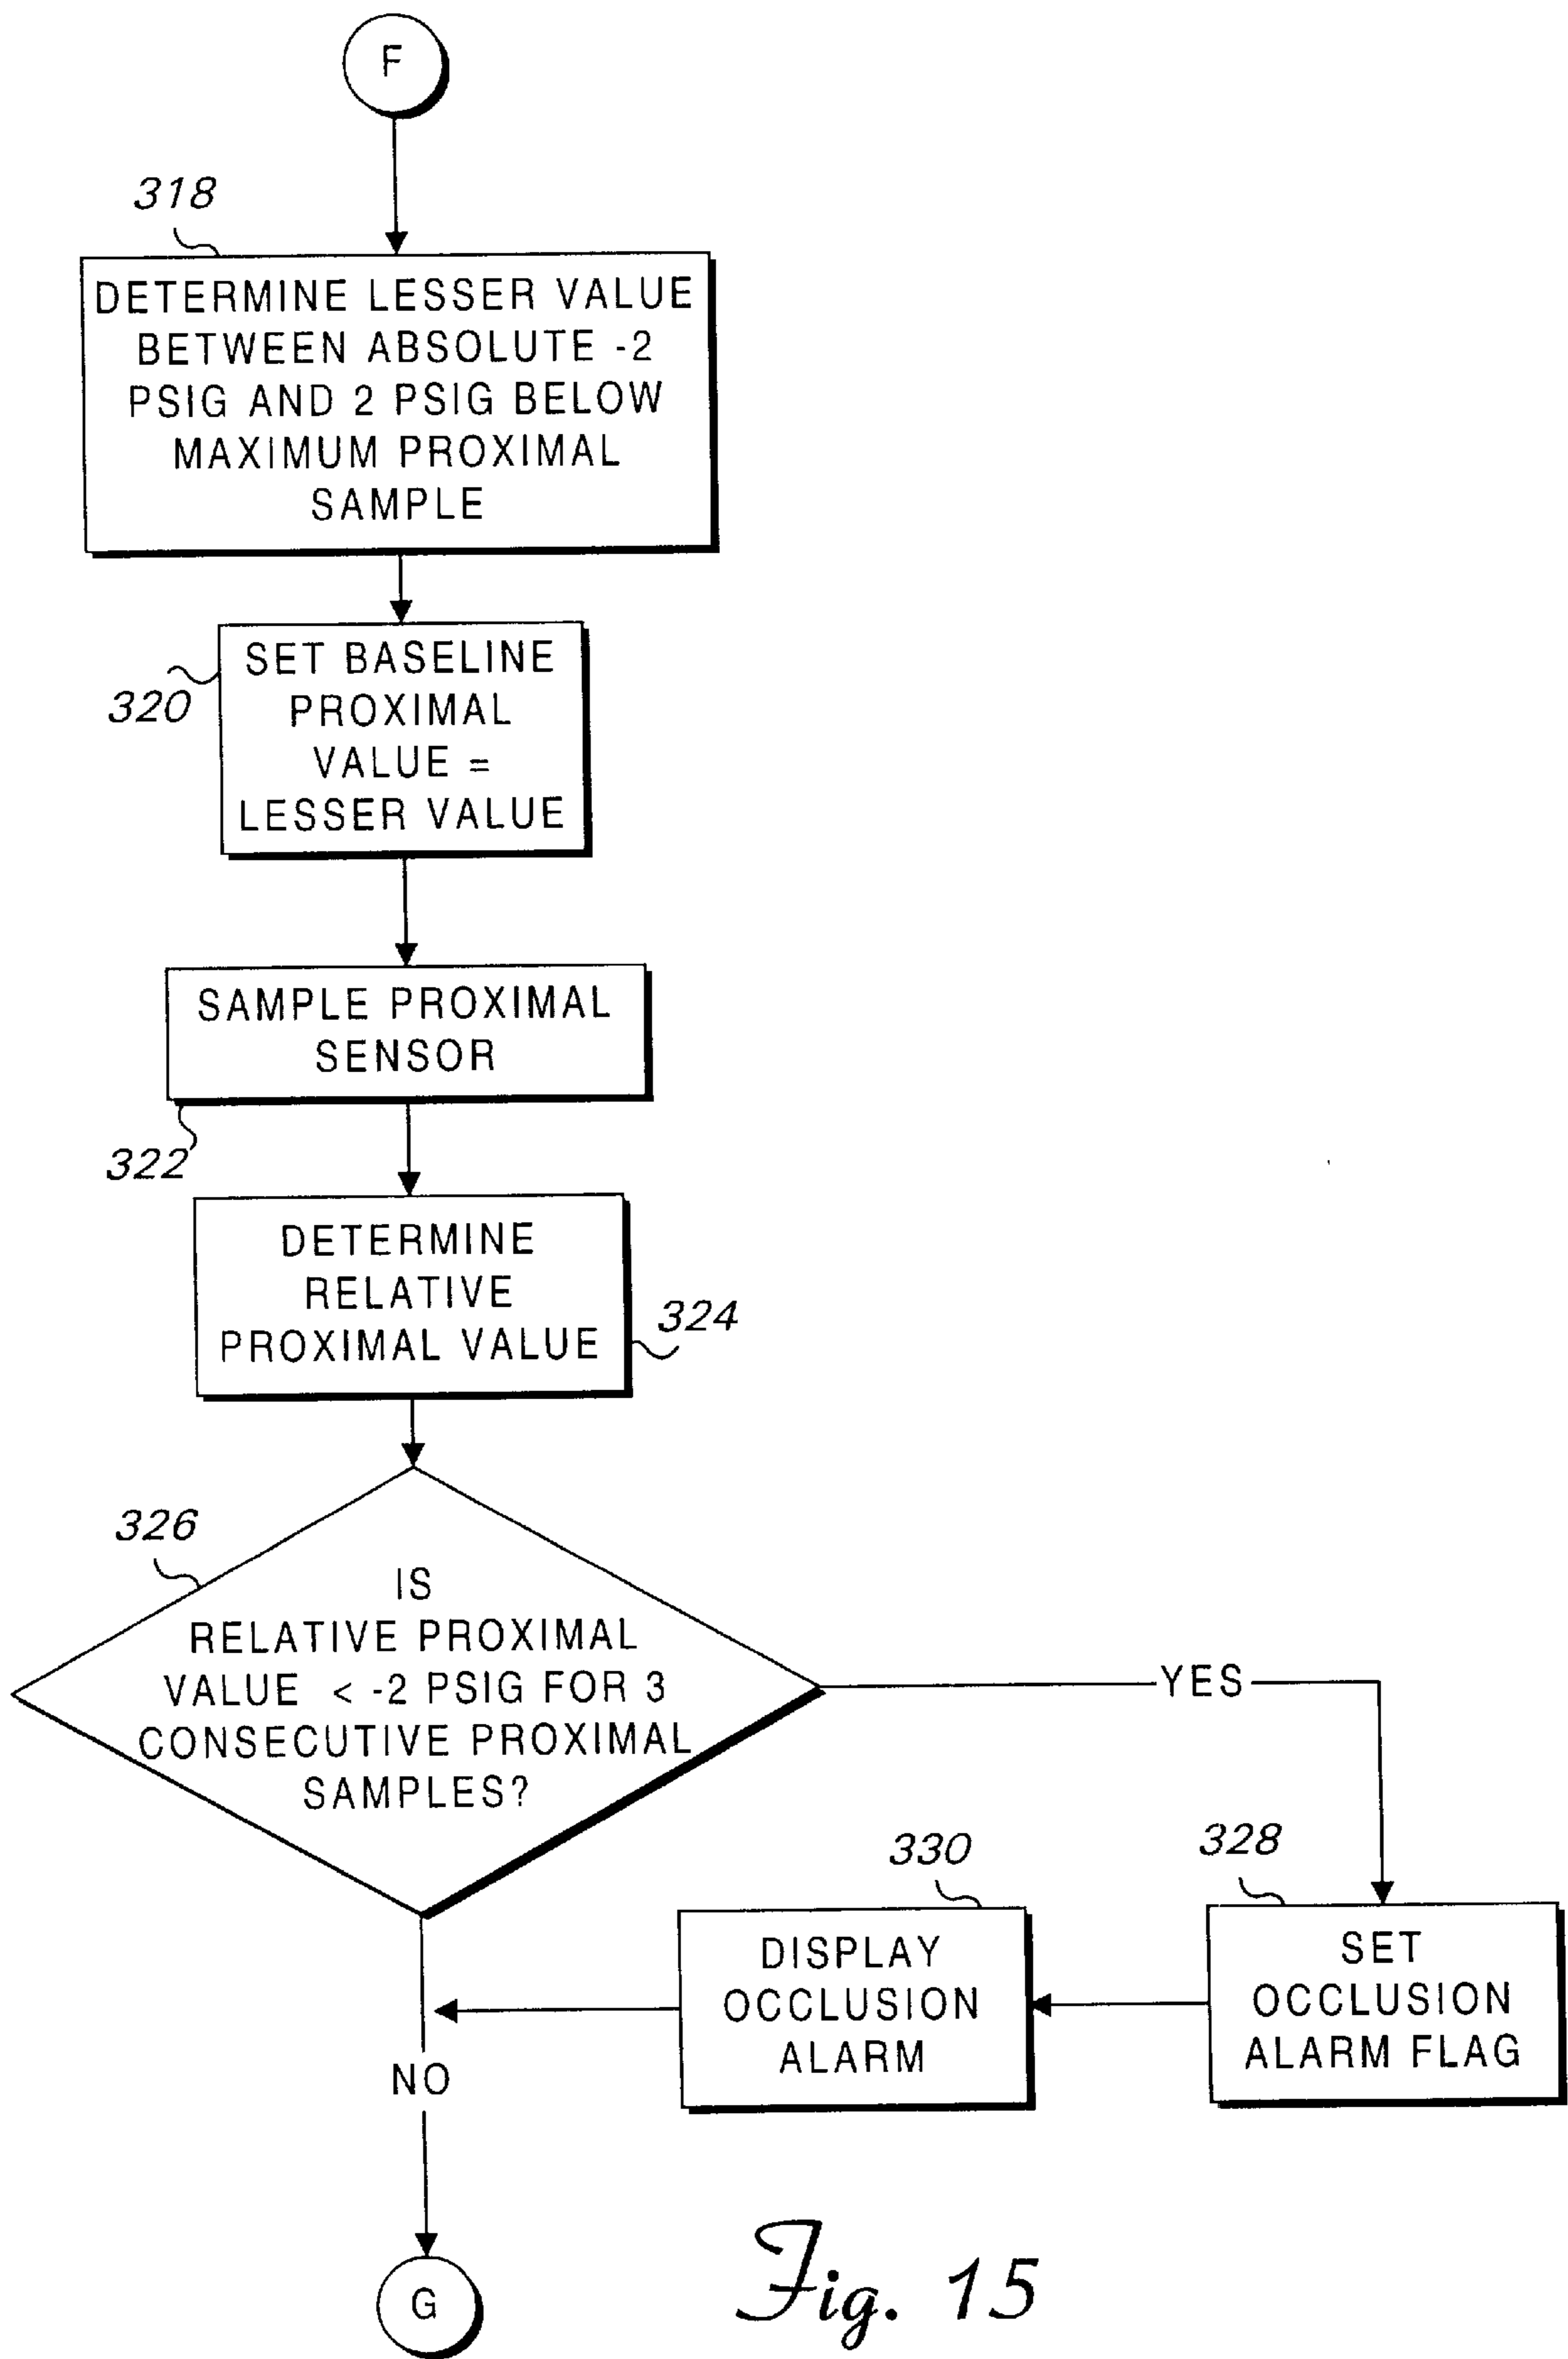 F
318
DETERMINE LESSER VALUE
BETWEEN ABSOLUTE -2
PSIG AND 2 PSIG BELOW
MAXIMUM PROXIMAL
SAMPLE
320
SET BASELINE
PROXIMAL
VALUE =
LESSER VALUE
SAMPLE PROXIMAL
SENSOR
322
DETERMINE
RELATIVE
PROXIMAL VALUE
324
326
IS
RELATIVE PROXIMAL
VALUE < -2 PSIG FOR 3
CONSECUTIVE PROXIMAL
SAMPLES?
YES
328
SET
OCCLUSION
ALARM FLAG
330
DISPLAY
OCCLUSION
ALARM
NO
G
Fig. 15